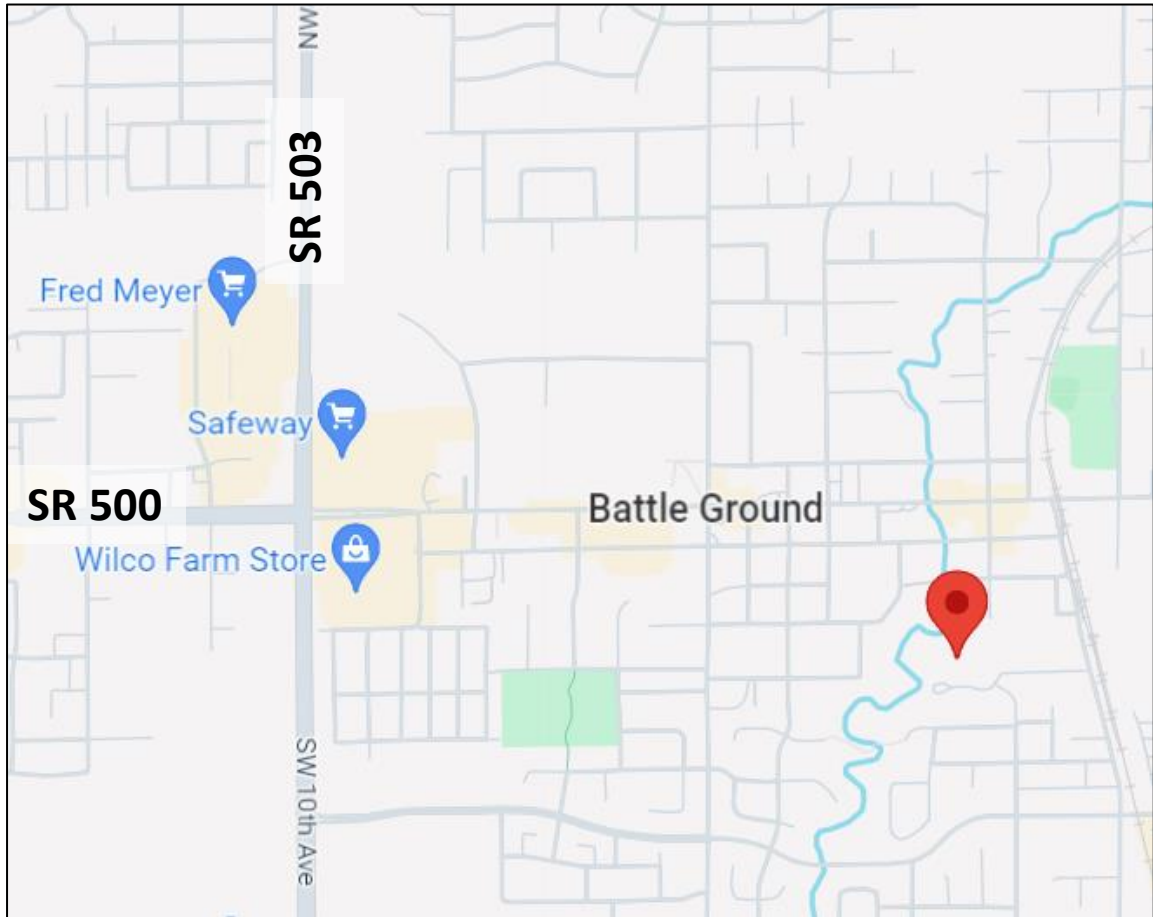 NW
SR 503
Fred Meyer
Safeway
SR 500
Battle Ground
Wilco Farm Store
SW 10th Ave